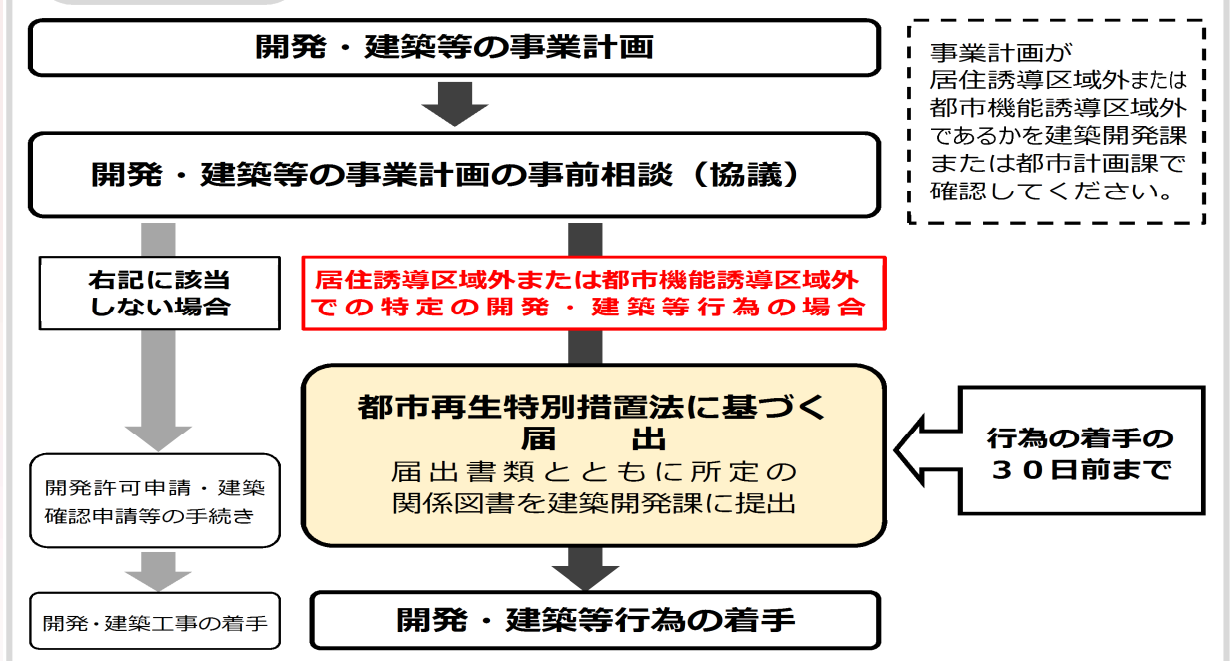 開発・建築等の事業計画
事業計画が
居住誘導区域外または
都市機能誘導区域外
であるかを建築開発課
または都市計画課で
確認してください。
開発・建築等の事業計画の事前相談（協議）
右記に該当
しない場合
居住誘導区域外または都市機能誘導区域外
での特定の開発・建築等行為の場合
都市再生特別措置法に基づく
届　出
届出書類とともに所定の
関係図書を建築開発課に提出
行為の着手の
３０日前まで
開発許可申請・建築
確認申請等の手続き
開発・建築工事の着手
開発・建築等行為の着手